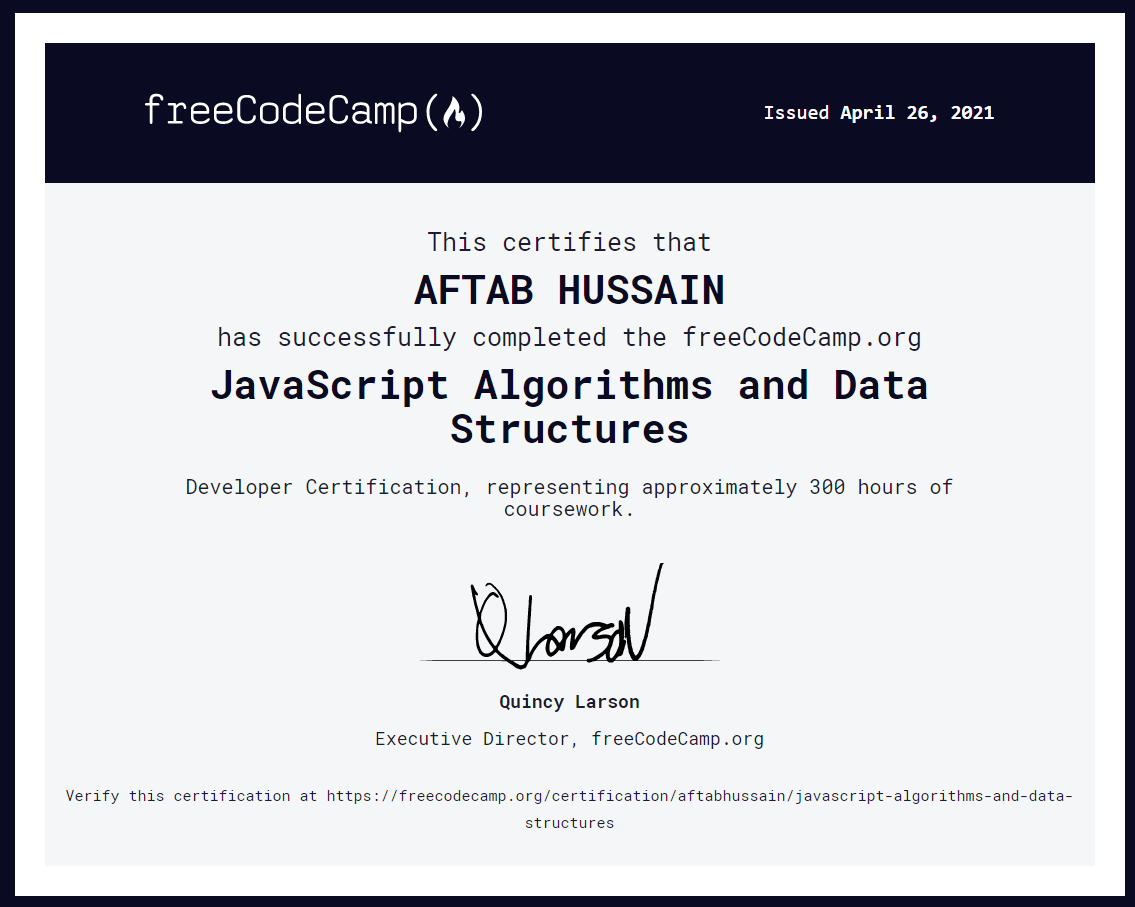 freeCodeCamp()
Issued April 26, 2021
This certifies that
AFTAB HUSSAIN
has successfully completed the freeCodeCamp.org
JavaScript Algorithms and Data
Structures
Developer Certification, representing approximately 300 hours of
coursework.
Q Larson
Quincy Larson
Executive Director, freeCodeCamp.org
Verify this certification at https://freecodecamp.org/certification/aftabhussain/javascript-algorithms-and-data-
structures